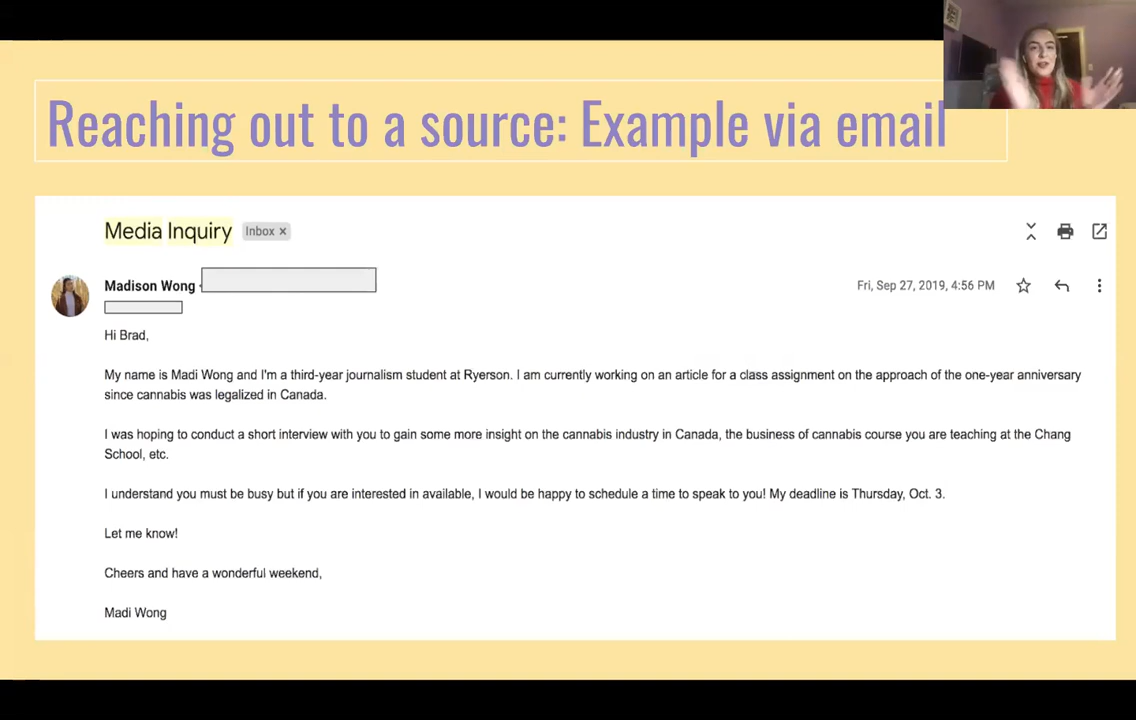 Reaching out to a source: Example via email
Media Inquiry Inbox ×
Madison Wong
Fri, Sep 27, 2019, 4:56 PM
Hi Brad,
My name is Madi Wong and I'm a third-year journalism student at Ryerson. I am currently working on an article for a class assignment on the approach of the one-year anniversary
since cannabis was legalized in Canada.
I was hoping to conduct a short interview with you to gain some more insight on the cannabis industry in Canada, the business of cannabis course you are teaching at the Chang
School, etc.
I understand you must be busy but if you are interested in available, I would be happy to schedule a time to speak to you! My deadline is Thursday, Oct. 3.
Let me know!
Cheers and have a wonderful weekend,
Madi Wong